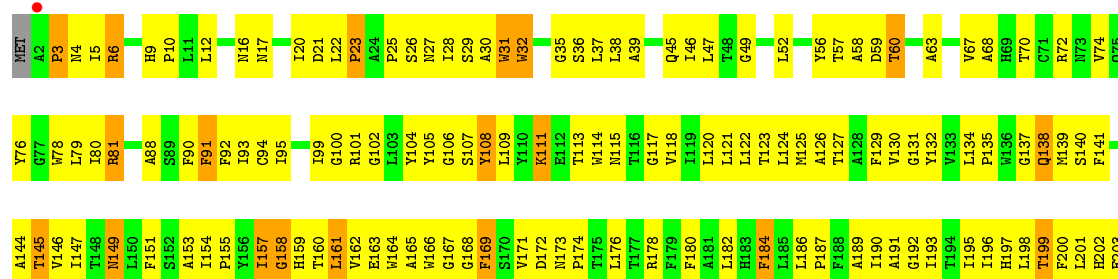 MET A2 P3 N4 I5 R6 H9 P10 L11 L12 N16 N17 I20 D21 L22 P23 A24 P25 S26 N27 I28 S29 A30 W31 W32 G35 S36 L37 L38 A39 Q45 I46 L47 T48 G49 L52 Y56 T57 A58 D59 T60 A63 V67 A68 H69 T70 C71 R72 N73 V74
Y76 G77 W78 L79 I80 R81 A88 S89 F90 F91 F92 I93 C94 I95 I99 G100 R101 G102 L103 Y104 Y105 G106 S107 Y108 L109 Y110 K111 E112 T113 W114 N115 T116 G117 V118 I119 L120 L121 L122 T123 L124 M125 A126 T127 A128 F129 V130 G131 Y132 V133 L134 P135 W136 G137 Q138 M139 S140 F141
A144 T145 V146 I147 T148 N149 L150 F151 S152 A153 I154 P155 Y156 I157 G158 H159 T160 L161 V162 E163 W164 A165 W166 G167 G168 F169 S170 V171 D172 N173 P174 T175 L176 T177 R178 F179 F180 A181 L182 H183 F184 L185 L186 P187 F188 A189 I190 A191 G192 I193 T194 I195 I196 H197 L198 T199 F200 L201 H202